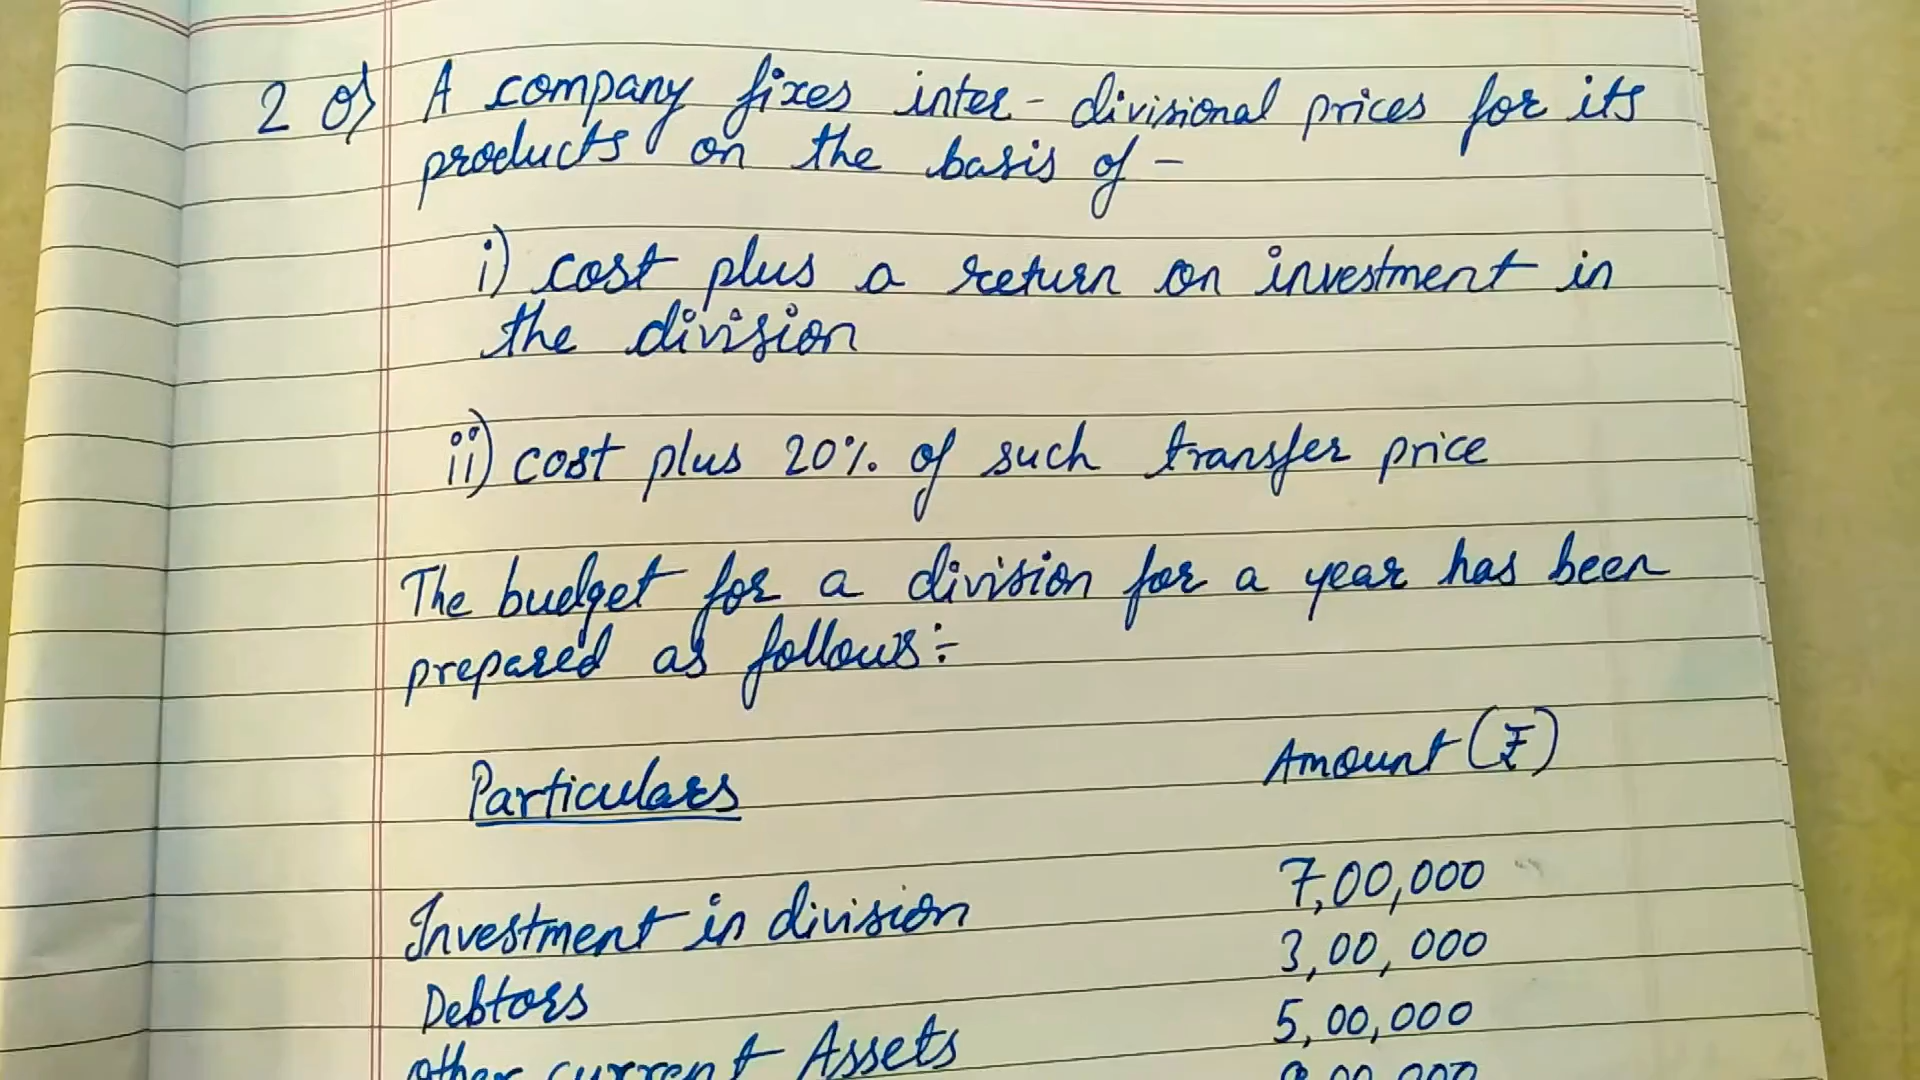 2 a) A company fixes inter-divisional prices for its
products on the basis of -
i) cost plus a return on investment in
the division
ii) cost plus 20% of such transfer price
The budget for a division for a year has been
prepared as follows:-
Particulars Amount (₹)
Investment in division 7,00,000
Debtors 3,00,000
other current Assets 5,00,000